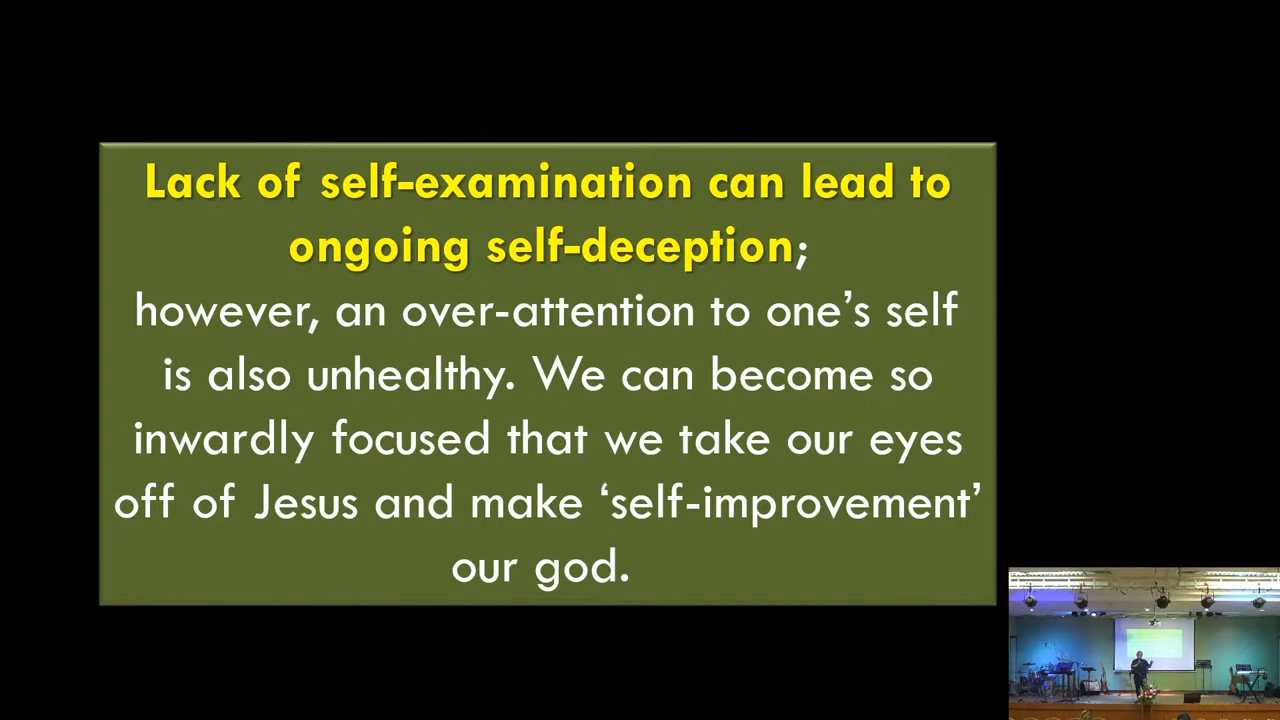 Lack of self-examination can lead to
ongoing self-deception;
however, an over-attention to one’s self
is also unhealthy. We can become so
inwardly focused that we take our eyes
off of Jesus and make ‘self-improvement’
our god.